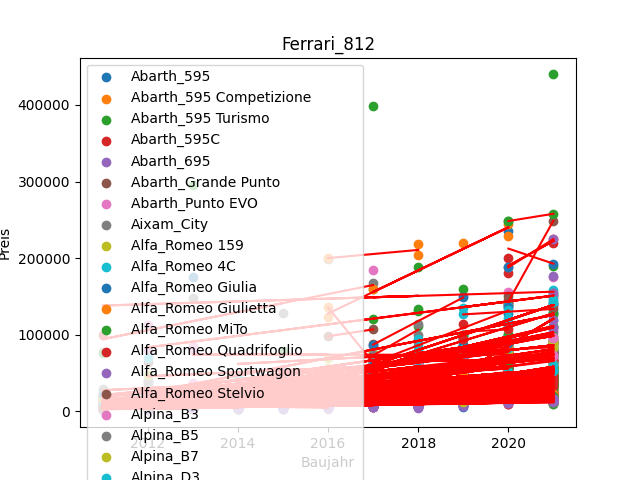 Ferrari_812
400000
300000
200000
100000
0
Preis
Abarth_595
Abarth_595 Competizione
Abarth_595 Turismo
Abarth_595C
Abarth_695
Abarth_Grande Punto
Abarth_Punto EVO
Aixam_City
Alfa_Romeo 159
Alfa_Romeo 4C
Alfa_Romeo Giulia
Alfa_Romeo Giulietta
Alfa_Romeo MiTo
Alfa_Romeo Quadrifoglio
Alfa_Romeo Sportwagon
Alfa_Romeo Stelvio
Alpina_B3
Alpina_B5
Alpina_B7
Alpina_D3
2012 2014 2016 2018 2020
Baujahr